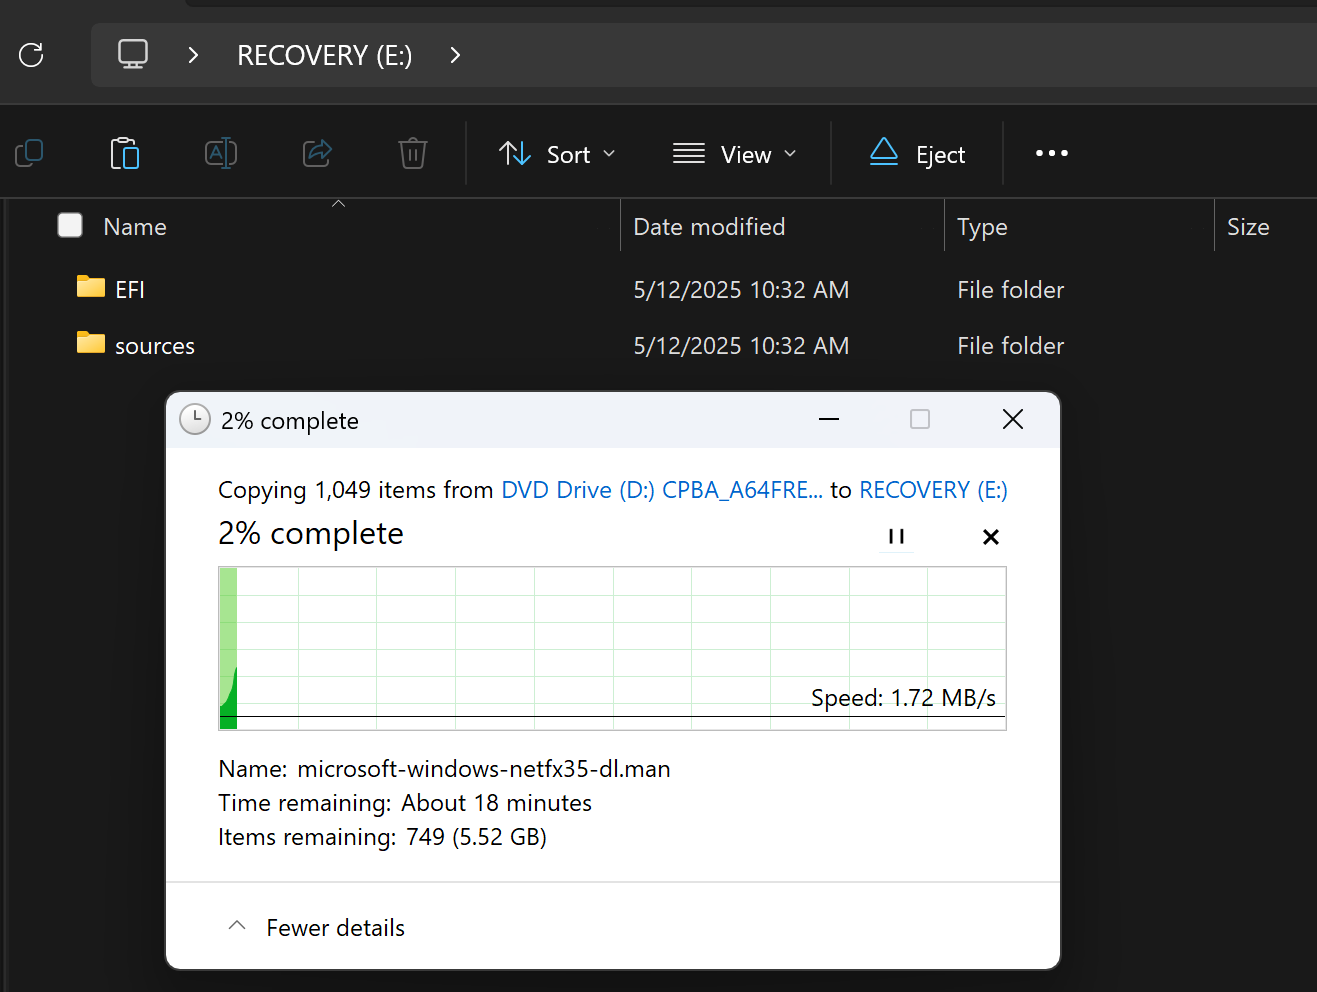 RECOVERY (E:)
Sort
View
Eject
Name
Date modified
Type
Size
EFI
5/12/2025 10:32 AM
File folder
sources
5/12/2025 10:32 AM
File folder
2% complete
Copying 1,049 items from DVD Drive (D:) CPBA_A64FRE... to RECOVERY (E:)
2% complete
Speed: 1.72 MB/s
Name: microsoft-windows-netfx35-dl.man
Time remaining: About 18 minutes
Items remaining: 749 (5.52 GB)
Fewer details